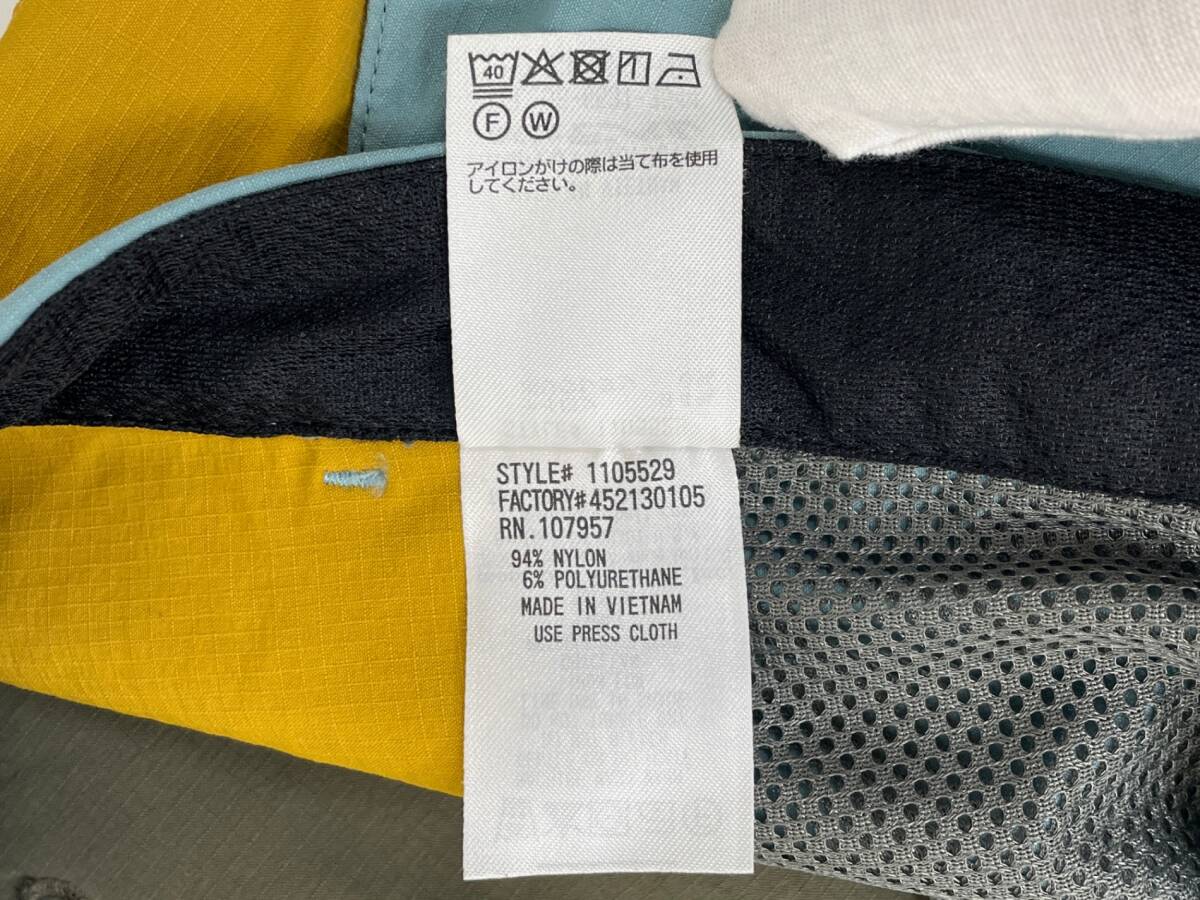 40
F W
アイロンがけの際は当て布を使用
してください。
STYLE# 1105529
FACTORY#452130105
RN.107957
94% NYLON
6% POLYURETHANE
MADE IN VIETNAM
USE PRESS CLOTH